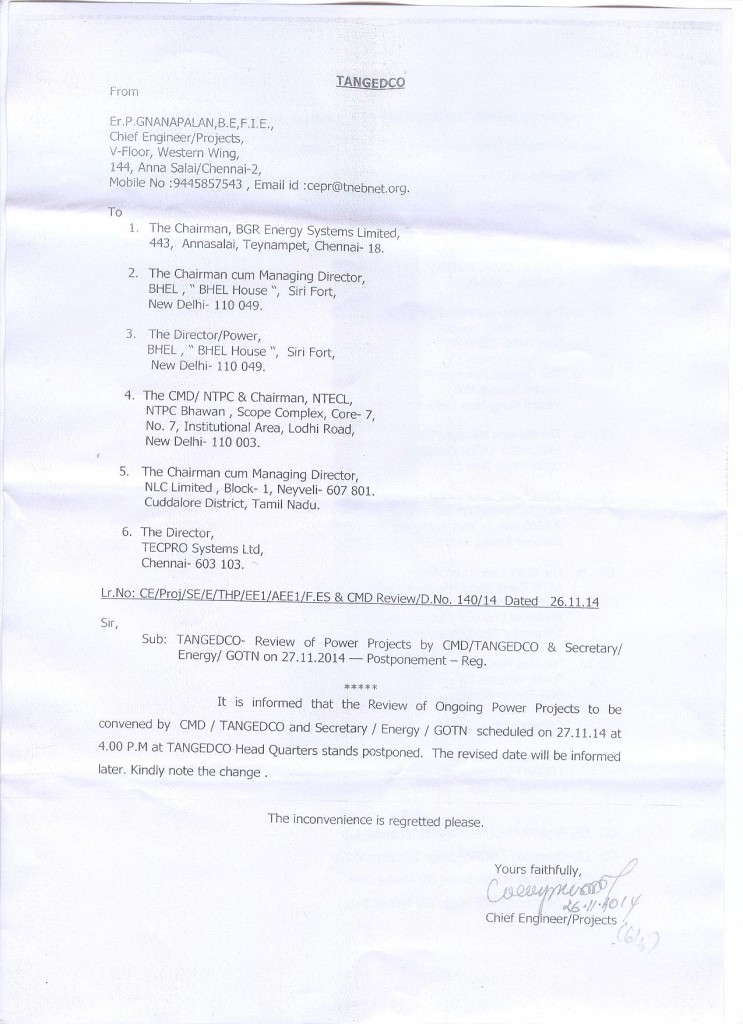 TANGEDCO
From
Er.P.GNANAPALAN,B.E,F.I.E.,
Chief Engineer/Projects,
V-Floor, Western Wing,
144, Anna Salai/Chennai-2,
Mobile No :9445857543 , Email id :cepr@tnebnet.org.
To
1. The Chairman, BGR Energy Systems Limited,
443, Annasalai, Teynampet, Chennai- 18.
2. The Chairman cum Managing Director,
BHEL , " BHEL House ", Siri Fort,
New Delhi- 110 049.
3. The Director/Power,
BHEL , " BHEL House ", Siri Fort,
New Delhi- 110 049.
4. The CMD/ NTPC & Chairman, NTECL,
NTPC Bhawan , Scope Complex, Core- 7,
No. 7, Institutional Area, Lodhi Road,
New Delhi- 110 003.
5. The Chairman cum Managing Director,
NLC Limited , Block- 1, Neyveli- 607 801.
Cuddalore District, Tamil Nadu.
6. The Director,
TECPRO Systems Ltd,
Chennai- 603 103.
Lr.No: CE/Proj/SE/E/THP/EE1/AEE1/F.ES & CMD Review/D.No. 140/14 Dated 26.11.14
Sir,
Sub: TANGEDCO- Review of Power Projects by CMD/TANGEDCO & Secretary/
Energy/ GOTN on 27.11.2014 — Postponement – Reg.
*****
It is informed that the Review of Ongoing Power Projects to be
convened by CMD / TANGEDCO and Secretary / Energy / GOTN scheduled on 27.11.14 at
4.00 P.M at TANGEDCO Head Quarters stands postponed. The revised date will be informed
later. Kindly note the change .
The inconvenience is regretted please.
Yours faithfully,
26.11.2014
Chief Engineer/Projects